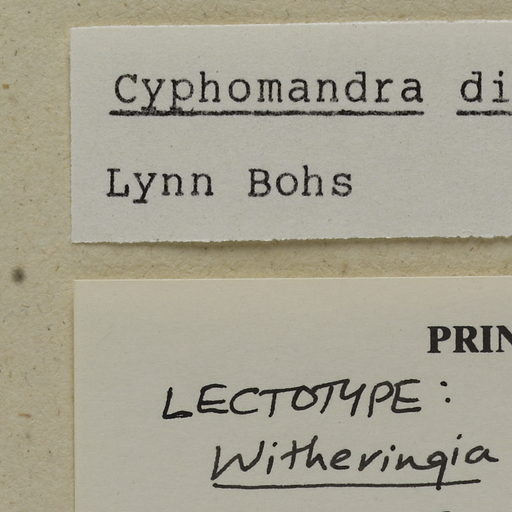 Cyphomandra di
Lynn Bohs
PRIN
LECTOTYPE:
Witheringia